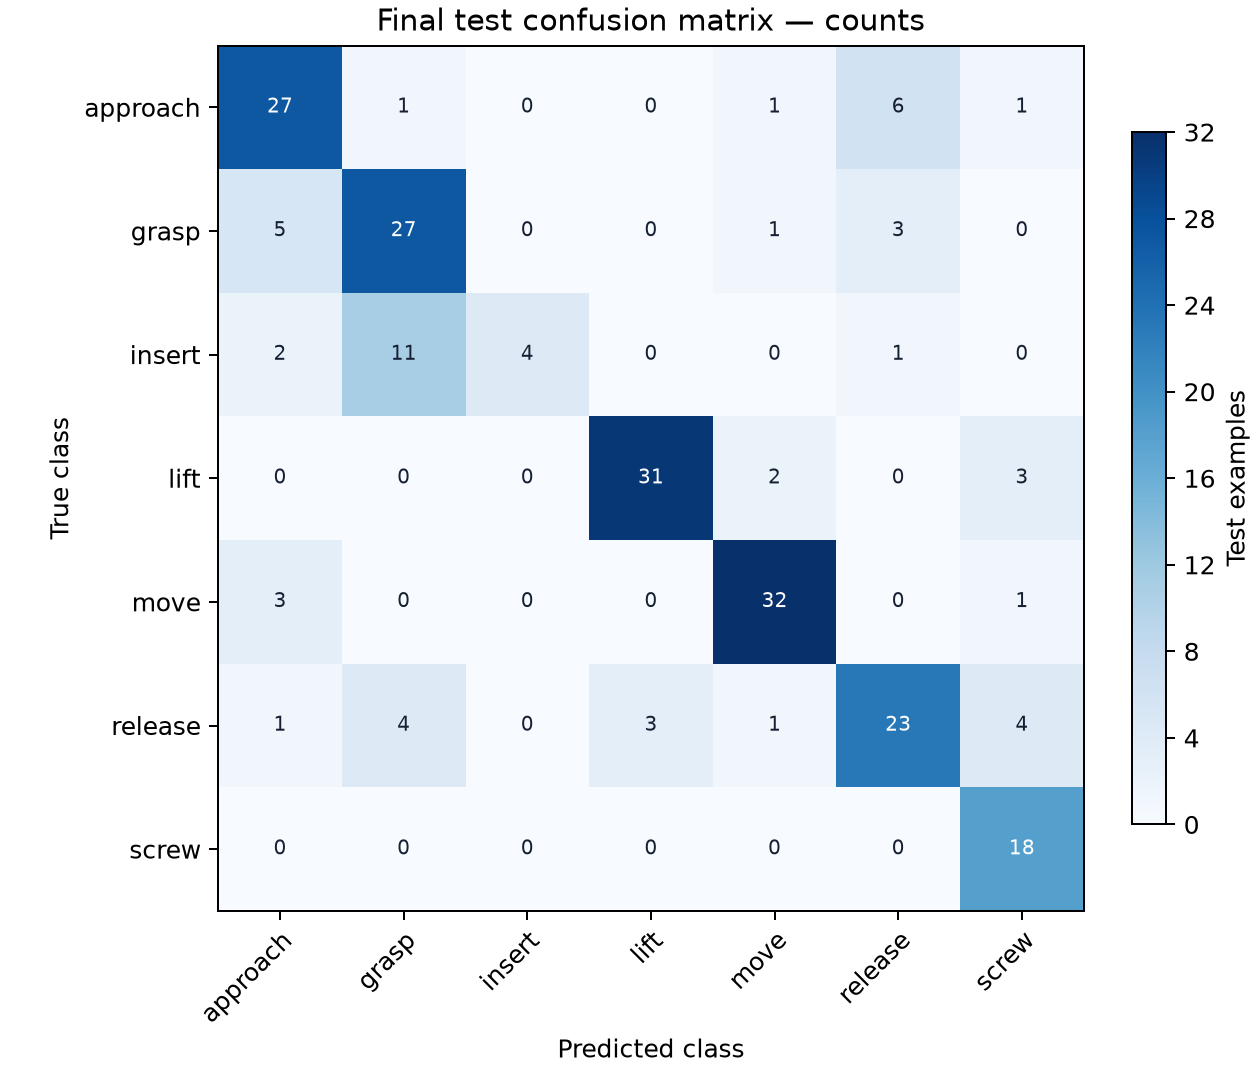 Final test confusion matrix — counts
approach 27 1 0 0 1 6 1
grasp 5 27 0 0 1 3 0
insert 2 11 4 0 0 1 0
lift 0 0 0 31 2 0 3
move 3 0 0 0 32 0 1
release 1 4 0 3 1 23 4
screw 0 0 0 0 0 0 18
True class
approach grasp insert lift move release screw
Predicted class
32
28
24
20
16
12
8
4
0
Test examples